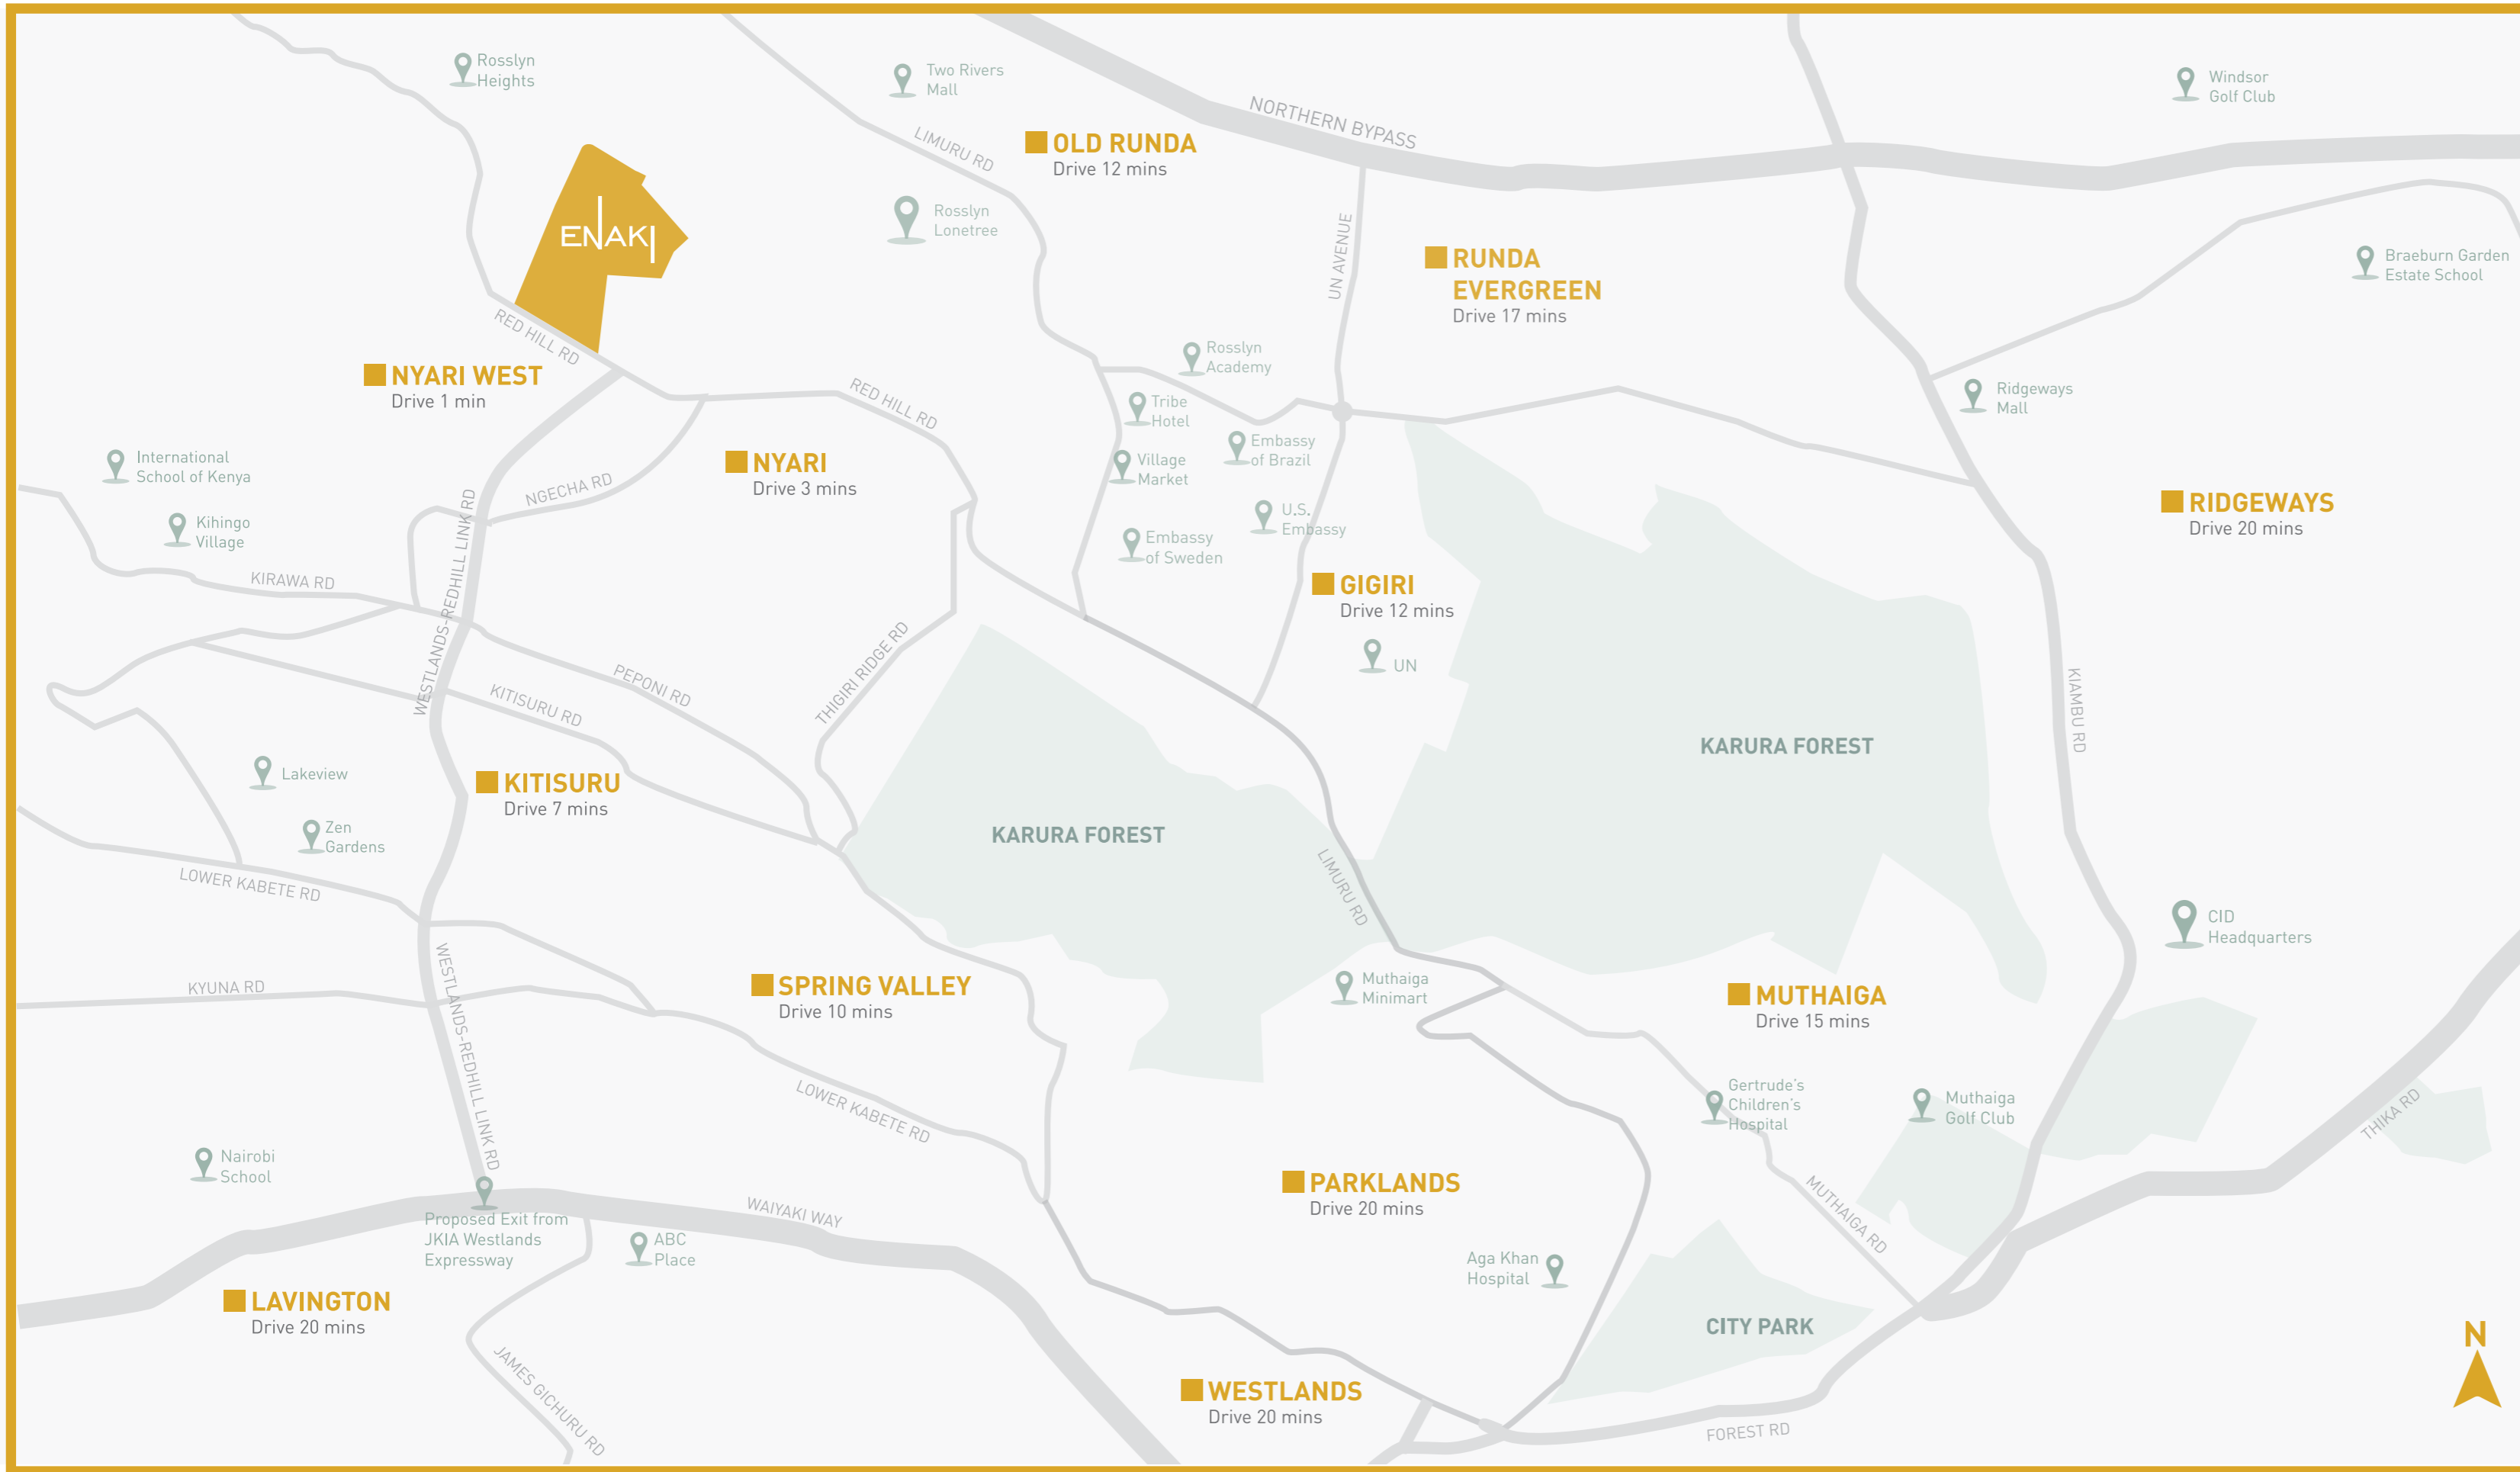 Rosslyn
Heights
Two Rivers
Mall
Windsor
Golf Club
NORTHERN BYPASS
LIMURU RD
OLD RUNDA
Drive 12 mins
ENAKI
Rosslyn
Lonetree
UN AVENUE
RUNDA
EVERGREEN
Drive 17 mins
Braeburn Garden
Estate School
RED HILL RD
NYARI WEST
Drive 1 min
RED HILL RD
Rosslyn
Academy
Tribe
Hotel
Ridgeways
Mall
International
School of Kenya
NYARI
Drive 3 mins
Village
Market
Embassy
of Brazil
NGECHA RD
U.S.
Embassy
RIDGEWAYS
Drive 20 mins
Kihingo
Village
Embassy
of Sweden
KIRAWA RD
WESTLANDS-REDHILL LINK RD
GIGIRI
Drive 12 mins
UN
THIGIRI RIDGE RD
PEPONI RD
KITISURU RD
KIAMBU RD
KARURA FOREST
Lakeview
KITISURU
Drive 7 mins
Zen
Gardens
KARURA FOREST
LIMURU RD
LOWER KABETE RD
CID
Headquarters
WESTLANDS-REDHILL LINK RD
KYUNA RD
SPRING VALLEY
Drive 10 mins
Muthaiga
Minimart
MUTHAIGA
Drive 15 mins
LOWER KABETE RD
Gertrude's
Children's
Hospital
Muthaiga
Golf Club
THIKA RD
Nairobi
School
PARKLANDS
Drive 20 mins
MUTHAIGA RD
WAIYAKI WAY
Proposed Exit from
JKIA Westlands
Expressway
ABC
Place
Aga Khan
Hospital
LAVINGTON
Drive 20 mins
CITY PARK
N
JAMES GICHURU RD
WESTLANDS
Drive 20 mins
FOREST RD